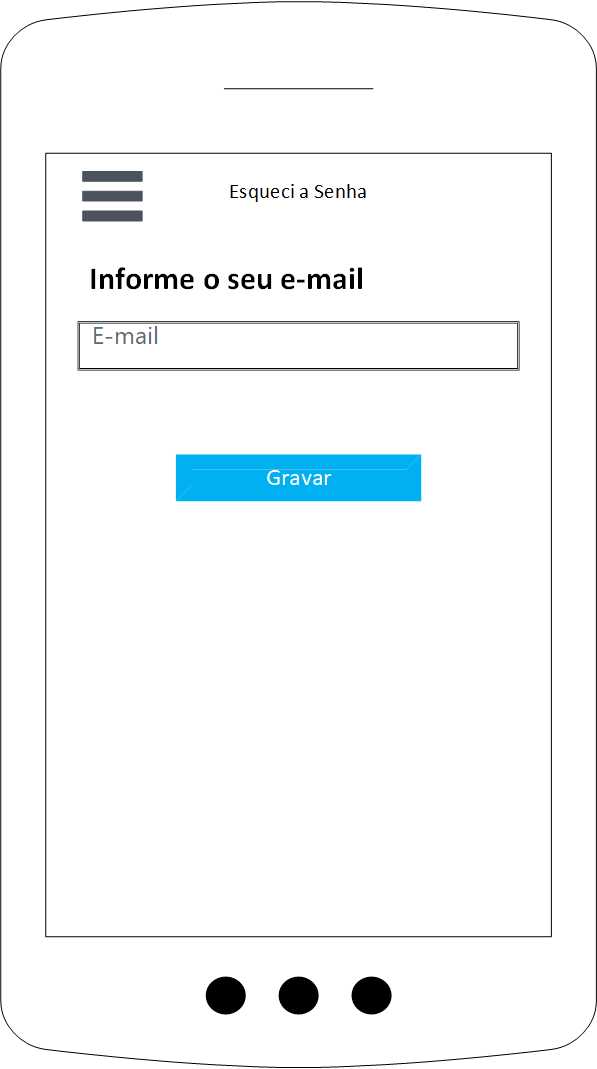 Esqueci a Senha
Informe o seu e-mail
E-mail
Gravar